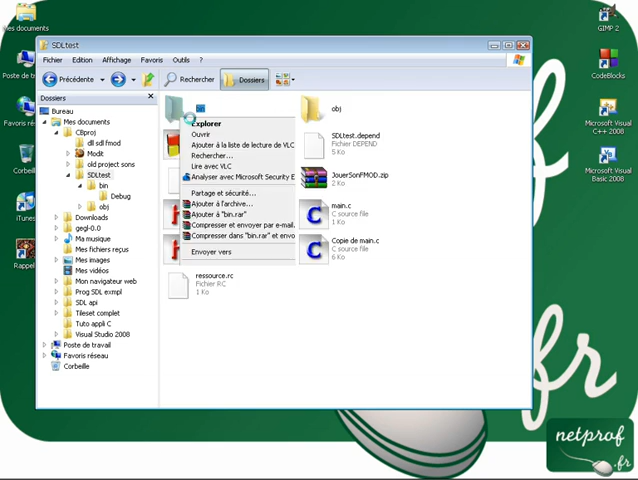 Mes documents
GIMP 2
SDLtest
Fichier Edition Affichage Favoris Outils ?
Poste de t
CodeBlocks
Précédente
Rechercher
Dossiers
Dossiers
Bureau
Favoris
Mes documents
CBproj
dll sdl fmod
Modit
old project sons
SDLtest
bin
Debug
obj
Downloads
gegl-0.0
Ma musique
Mes fichiers reçus
Mes images
Mes vidéos
Mon navigateur web
Prog SDL exmpl
SDL api
Tileset complet
Tuto appli C
Visual Studio 2008
Poste de travail
Favoris réseau
Corbeille
Corbeille
iTunes
Rappel
bin
Explorer
Ouvrir
Ajouter à la liste de lecture de VLC
Rechercher...
Lire avec VLC
Analyser avec Microsoft Security E
Partage et sécurité...
Ajouter à l'archive...
Ajouter à "bin.rar"
Compresser et envoyer par e-mail.
Compresser dans "bin.rar" et envo
Envoyer vers
ressource.rc
Fichier RC
1 Ko
obj
SDLtest.depend
Fichier DEPEND
5 Ko
JouerSonFMOD.zip
main.c
C source file
1 Ko
Copie de main.c
C source file
6 Ko
Microsoft Visual
C++ 2008
Microsoft Visual
Basic 2008
fr
netprof
.fr